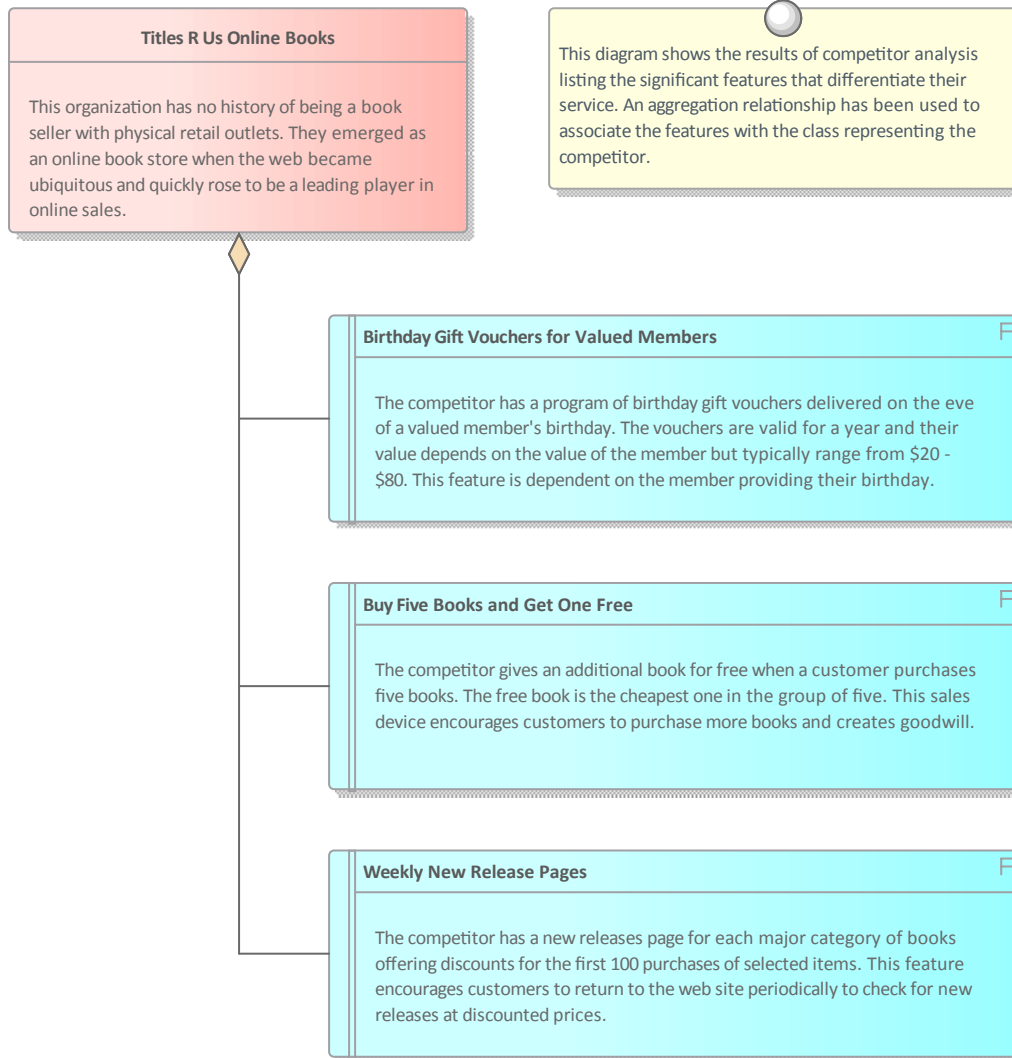 Titles R Us Online Books
This organization has no history of being a book
seller with physical retail outlets. They emerged as
an online book store when the web became
ubiquitous and quickly rose to be a leading player in
online sales.
This diagram shows the results of competitor analysis
listing the significant features that differentiate their
service. An aggregation relationship has been used to
associate the features with the class representing the
competitor.
Birthday Gift Vouchers for Valued Members
The competitor has a program of birthday gift vouchers delivered on the eve
of a valued member's birthday. The vouchers are valid for a year and their
value depends on the value of the member but typically range from $20 -
$80. This feature is dependent on the member providing their birthday.
Buy Five Books and Get One Free
The competitor gives an additional book for free when a customer purchases
five books. The free book is the cheapest one in the group of five. This sales
device encourages customers to purchase more books and creates goodwill.
Weekly New Release Pages
The competitor has a new releases page for each major category of books
offering discounts for the first 100 purchases of selected items. This feature
encourages customers to return to the web site periodically to check for new
releases at discounted prices.